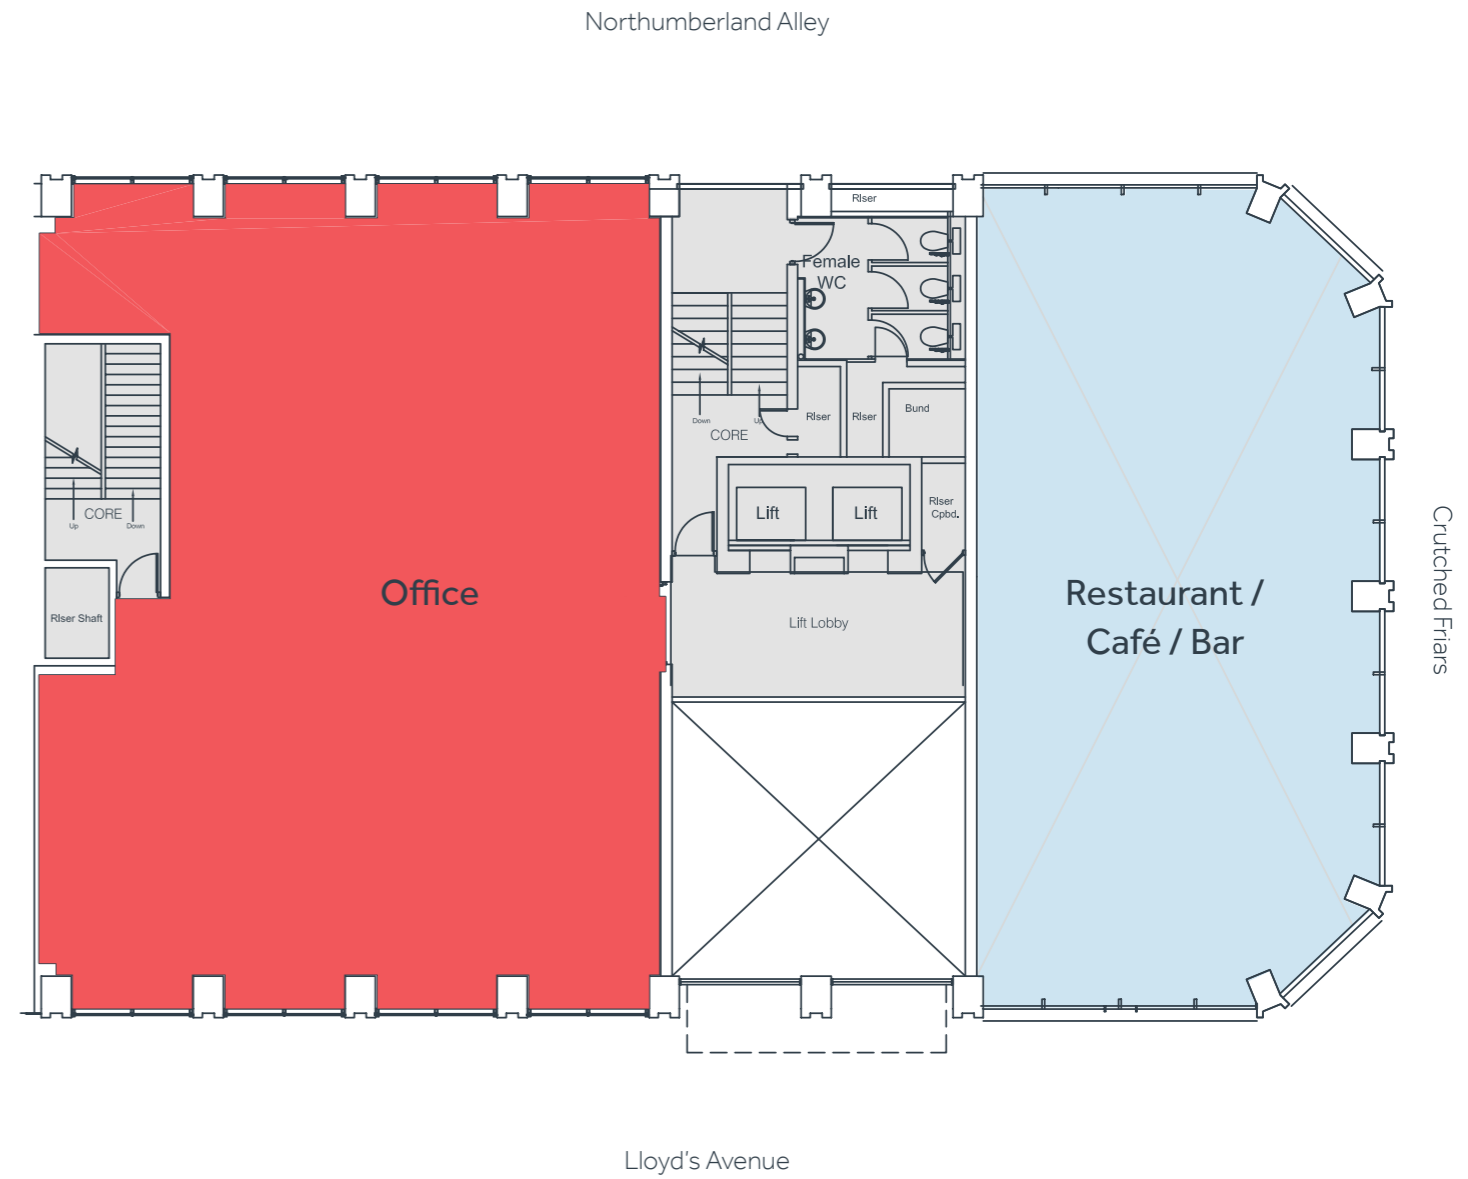 Northumberland Alley
Riser
Female
WC
Riser
Riser
Bund
Down
Up
CORE
Lift
Lift
Riser
Cpbd.
CORE
Up
Down
Crutched Friars
Office
Restaurant /
Café / Bar
Riser Shaft
Lift Lobby
Lloyd's Avenue